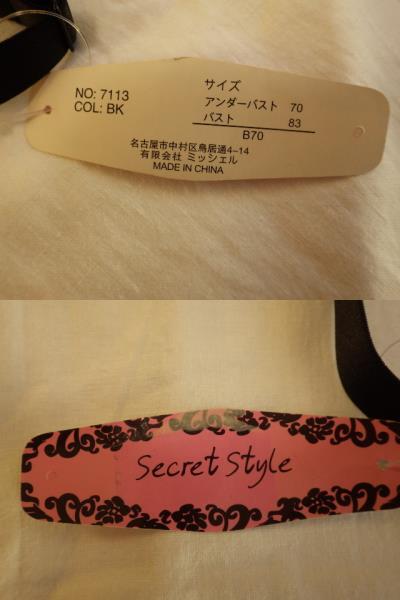 NO: 7113
COL: BK
サイズ
アンダーバスト 70
バスト 83
B70
名古屋市中村区鳥居通4-14
有限会社 ミッシェル
MADE IN CHINA
Secret Style